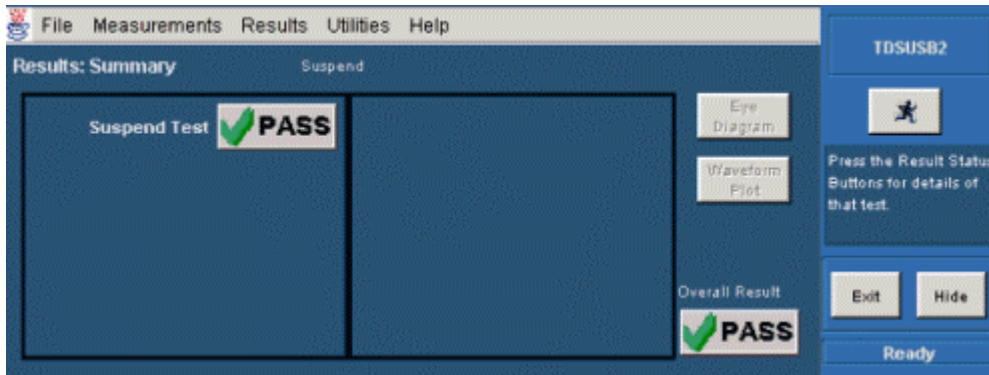 File Measurements Results Utilities Help
Results: Summary
Suspend
Suspend Test
PASS
Eye
Diagram
Waveform
Plot
Overall Result
PASS
TDSUSB2
Press the Result Statu
Buttons for details of
that test.
Exit
Hide
Ready